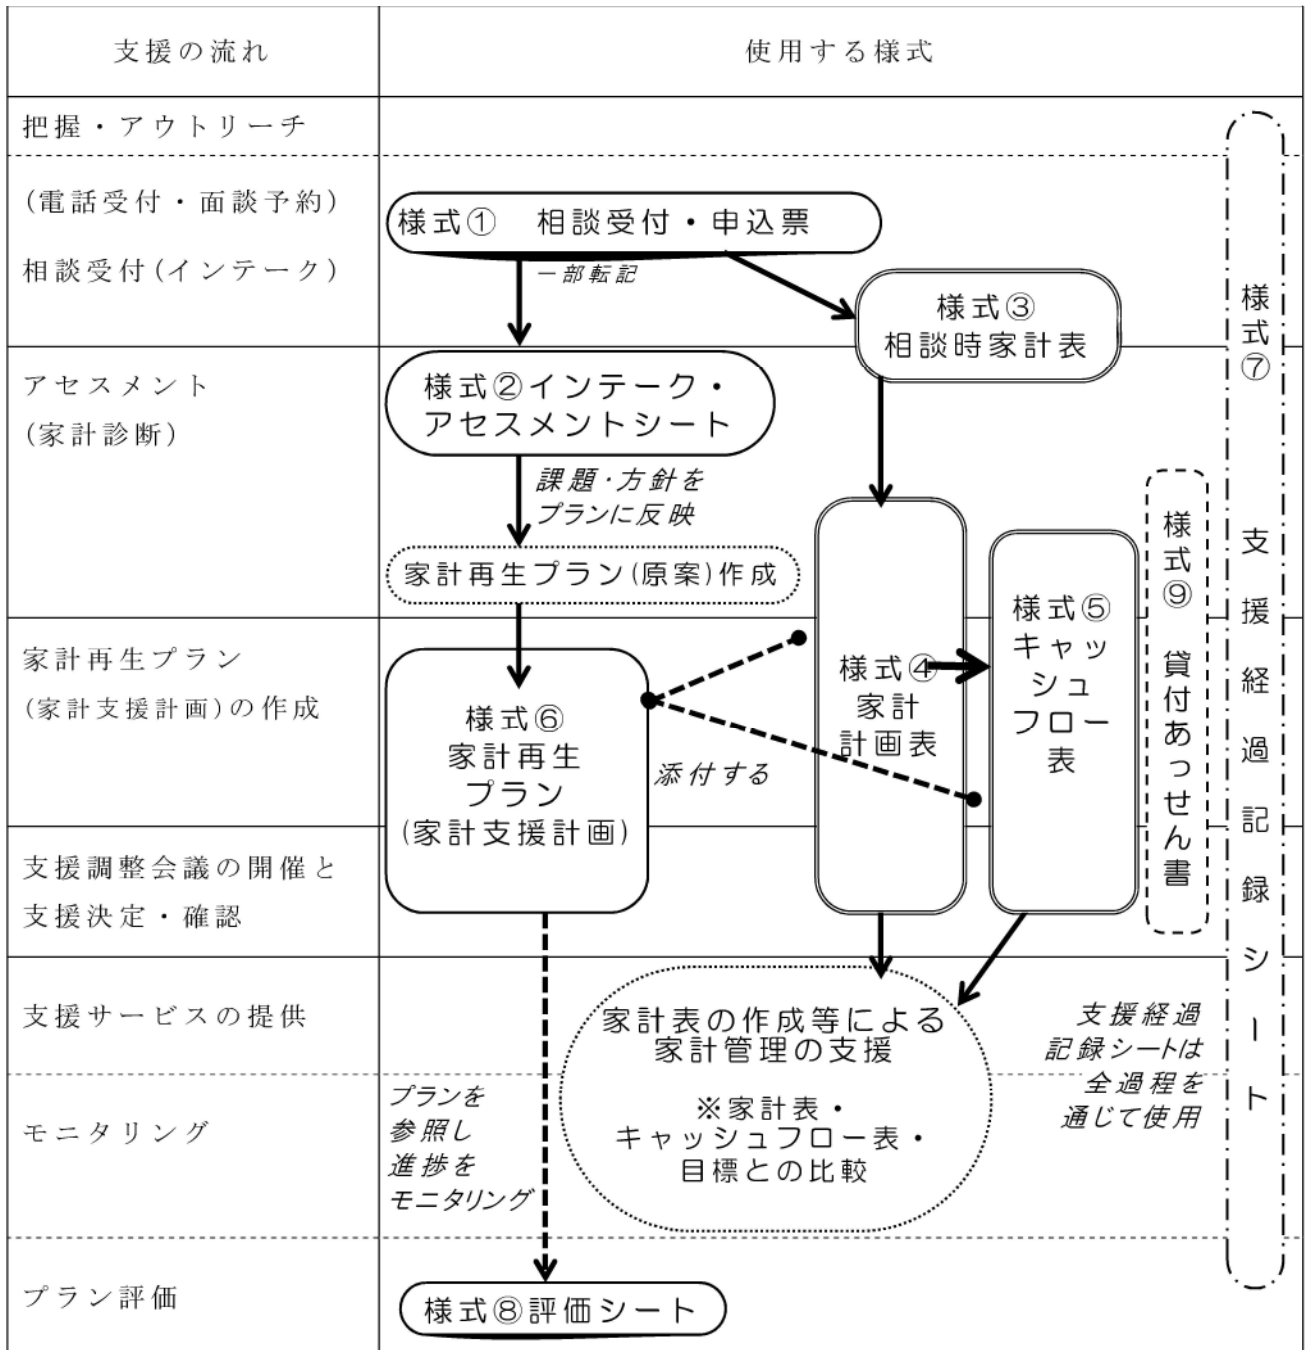 支援の流れ
使用する様式
把握・アウトリーチ
(電話受付・面談予約)
相談受付(インテーク)
様式① 相談受付・申込票
一部転記
様式③
相談時家計表
アセスメント
(家計診断)
様式②インテーク・
アセスメントシート
課題・方針を
プランに反映
家計再生プラン(原案)作成
家計再生プラン
(家計支援計画)の作成
様式⑥
家計再生
プラン
(家計支援計画)
添付する
様式④
家計
計画表
様式⑤
キャッ
シュ
フロー
表
様式⑨ 貸付あっせん書
様式⑦ 支援経過記録シート
支援調整会議の開催と
支援決定・確認
支援サービスの提供
家計表の作成等による
家計管理の支援
※家計表・
キャッシュフロー表・
目標との比較
支援経過
記録シートは
全過程を
通じて使用
モニタリング
プランを
参照し
進捗を
モニタリング
プラン評価
様式⑧評価シート